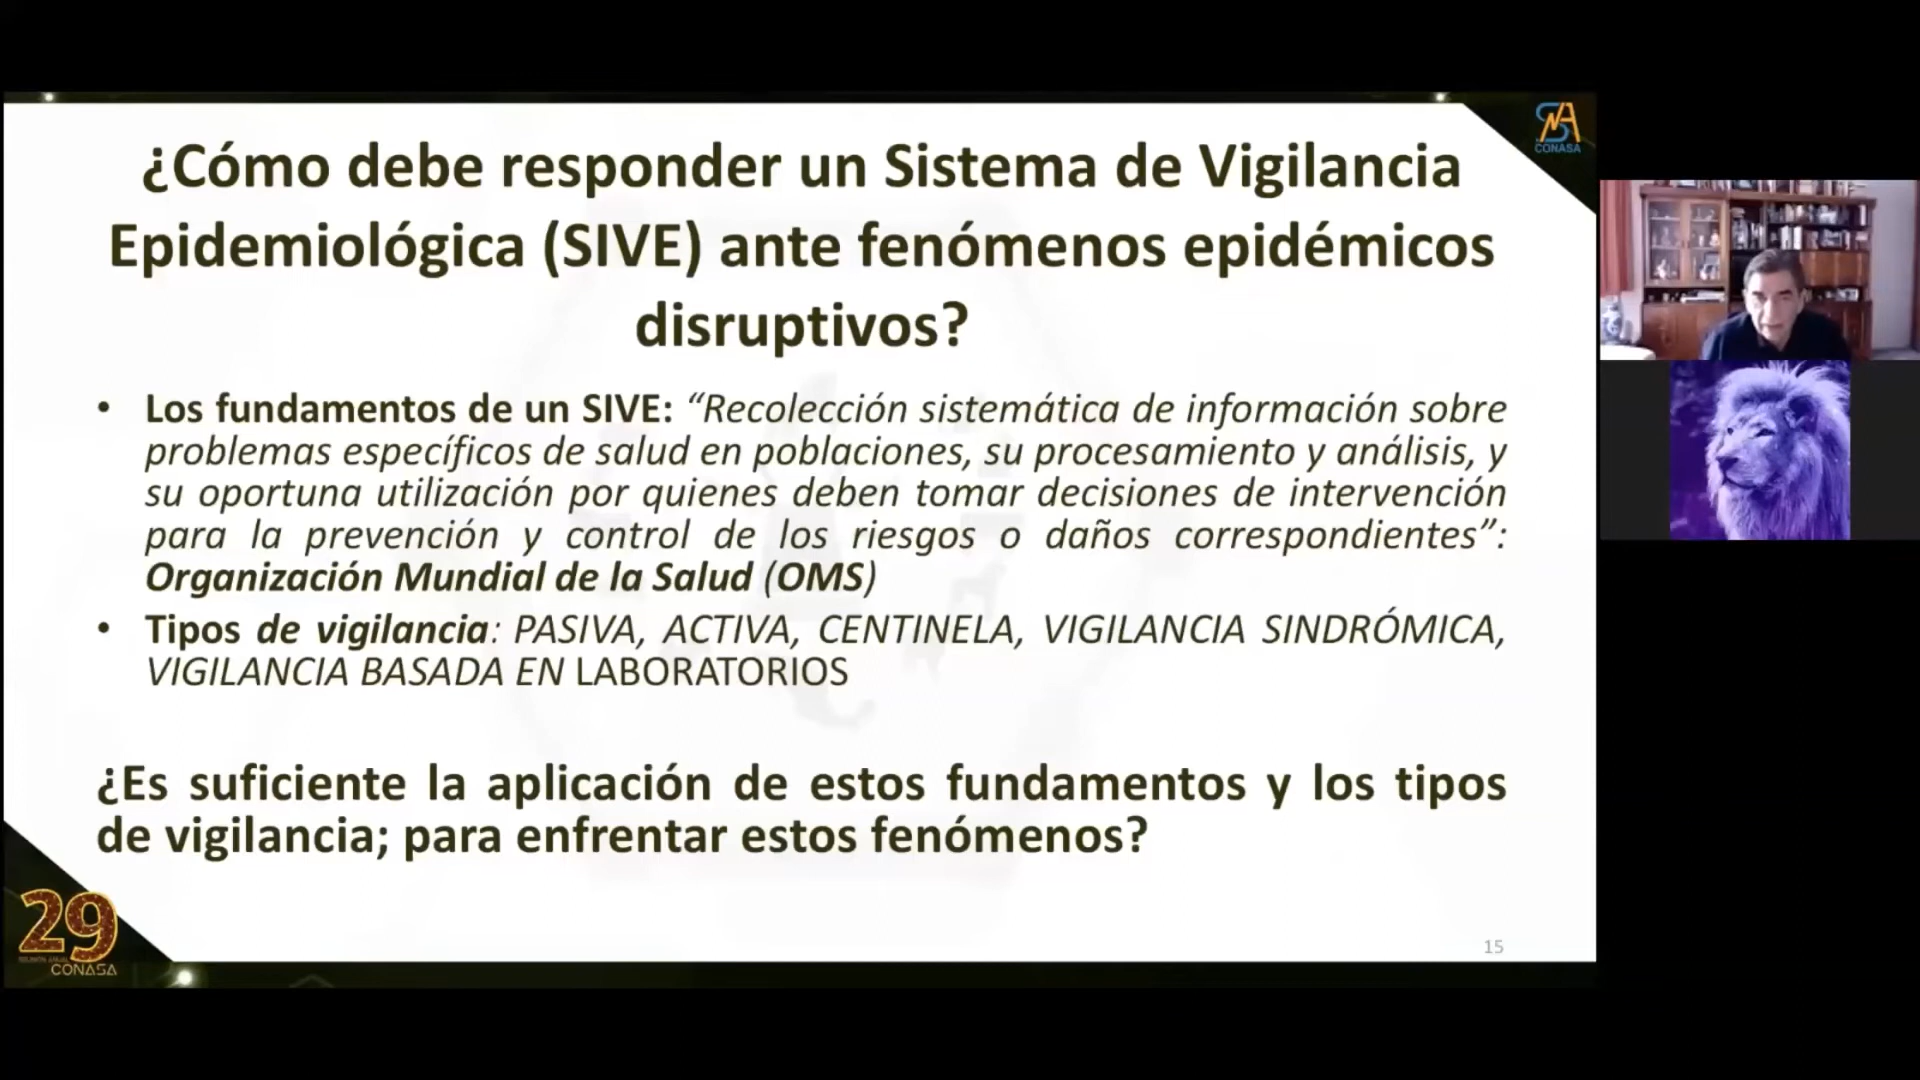 ¿Cómo debe responder un Sistema de Vigilancia
Epidemiológica (SIVE) ante fenómenos epidémicos
disruptivos?
• Los fundamentos de un SIVE: “Recolección sistemática de información sobre
problemas específicos de salud en poblaciones, su procesamiento y análisis, y
su oportuna utilización por quienes deben tomar decisiones de intervención
para la prevención y control de los riesgos o daños correspondientes”:
Organización Mundial de la Salud (OMS)
• Tipos de vigilancia: PASIVA, ACTIVA, CENTINELA, VIGILANCIA SINDRÓMICA,
VIGILANCIA BASADA EN LABORATORIOS
¿Es suficiente la aplicación de estos fundamentos y los tipos
de vigilancia; para enfrentar estos fenómenos?
15
CONASA
29
REUNIÓN ANUAL
CONASA